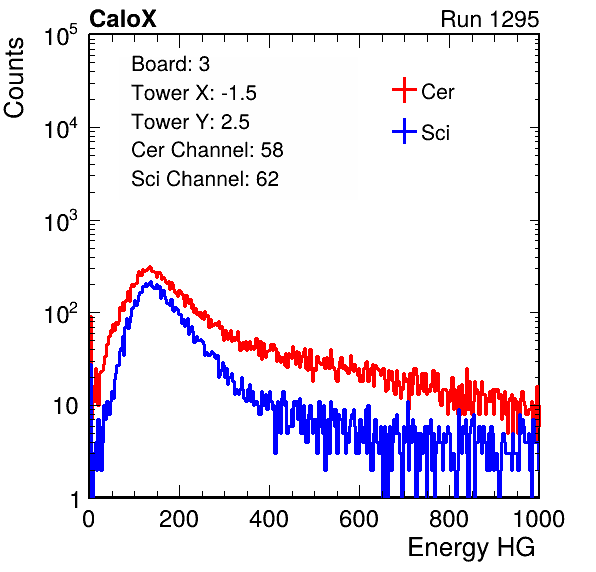 CaloX Run 1295
Counts
10^5
10^4
10^3
10^2
10
1
Board: 3
Tower X: -1.5
Tower Y: 2.5
Cer Channel: 58
Sci Channel: 62
Cer
Sci
0 200 400 600 800 1000
Energy HG